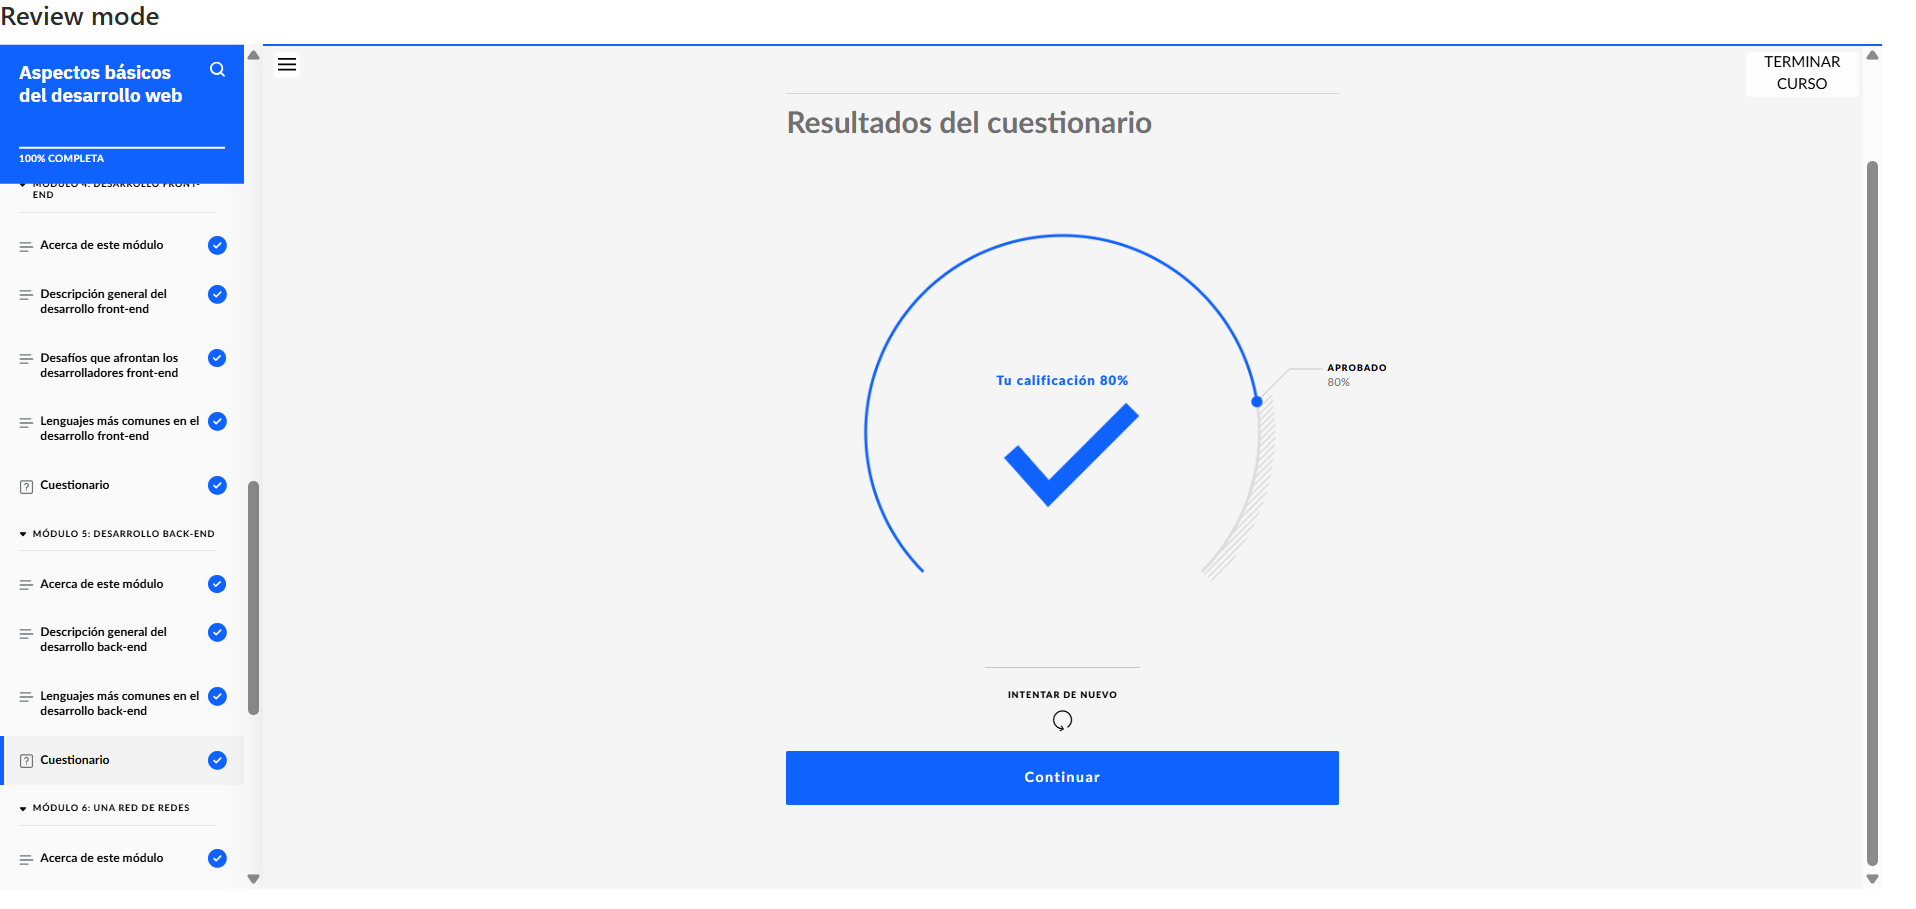 Review mode
Aspectos básicos
del desarrollo web
100% COMPLETA
MÓDULO 4: DESARROLLO FRONT-
END
Acerca de este módulo
Descripción general del
desarrollo front-end
Desafíos que afrontan los
desarrolladores front-end
Lenguajes más comunes en el
desarrollo front-end
Cuestionario
MÓDULO 5: DESARROLLO BACK-END
Acerca de este módulo
Descripción general del
desarrollo back-end
Lenguajes más comunes en el
desarrollo back-end
Cuestionario
MÓDULO 6: UNA RED DE REDES
Acerca de este módulo
TERMINAR
CURSO
Resultados del cuestionario
Tu calificación 80%
APROBADO
80%
INTENTAR DE NUEVO
Continuar